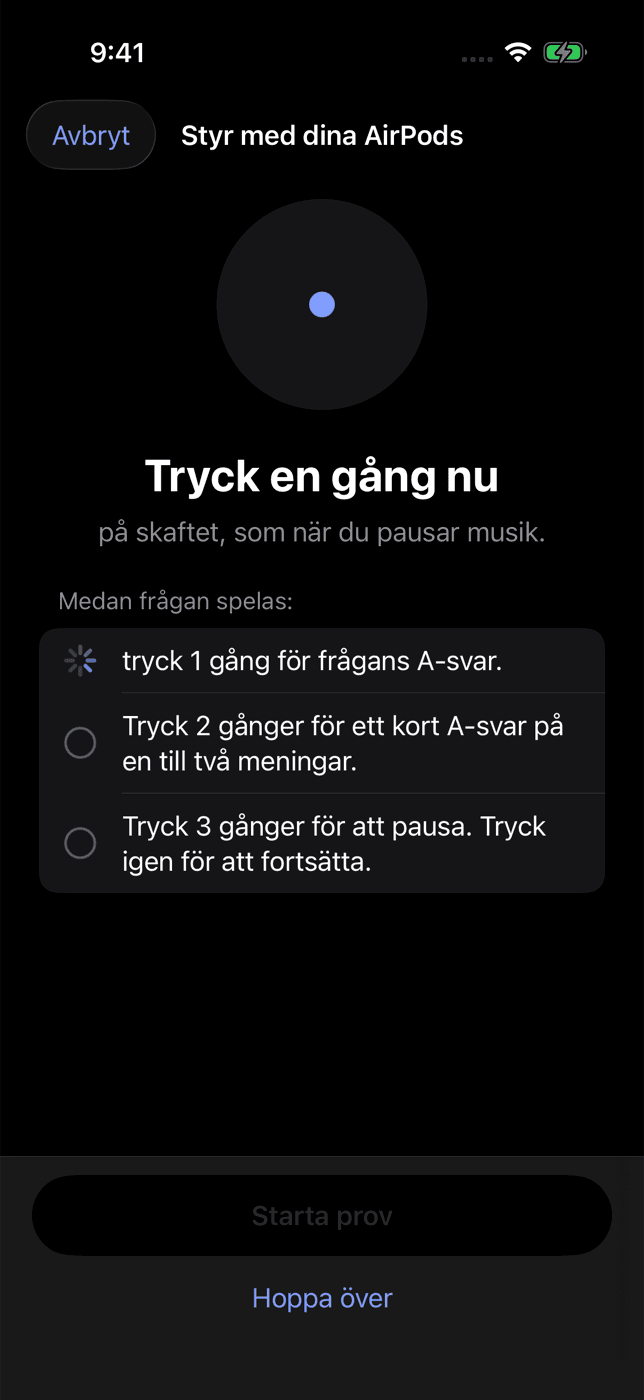 9:41
Avbryt
Styr med dina AirPods
Tryck en gång nu
på skaftet, som när du pausar musik.
Medan frågan spelas:
tryck 1 gång för frågans A-svar.
Tryck 2 gånger för ett kort A-svar på
en till två meningar.
Tryck 3 gånger för att pausa. Tryck
igen för att fortsätta.
Starta prov
Hoppa över